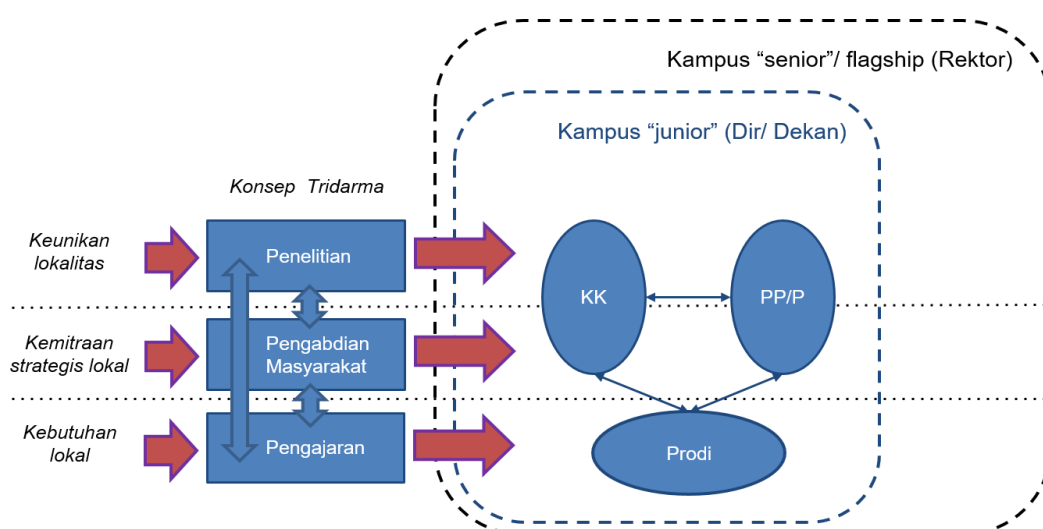 Kampus “senior”/ flagship (Rektor)
Kampus “junior” (Dir/ Dekan)
Konsep Tridarma
Keunikan
lokalitas
Penelitian
KK
PP/P
Kemitraan
strategis lokal
Pengabdian
Masyarakat
Kebutuhan
lokal
Pengajaran
Prodi